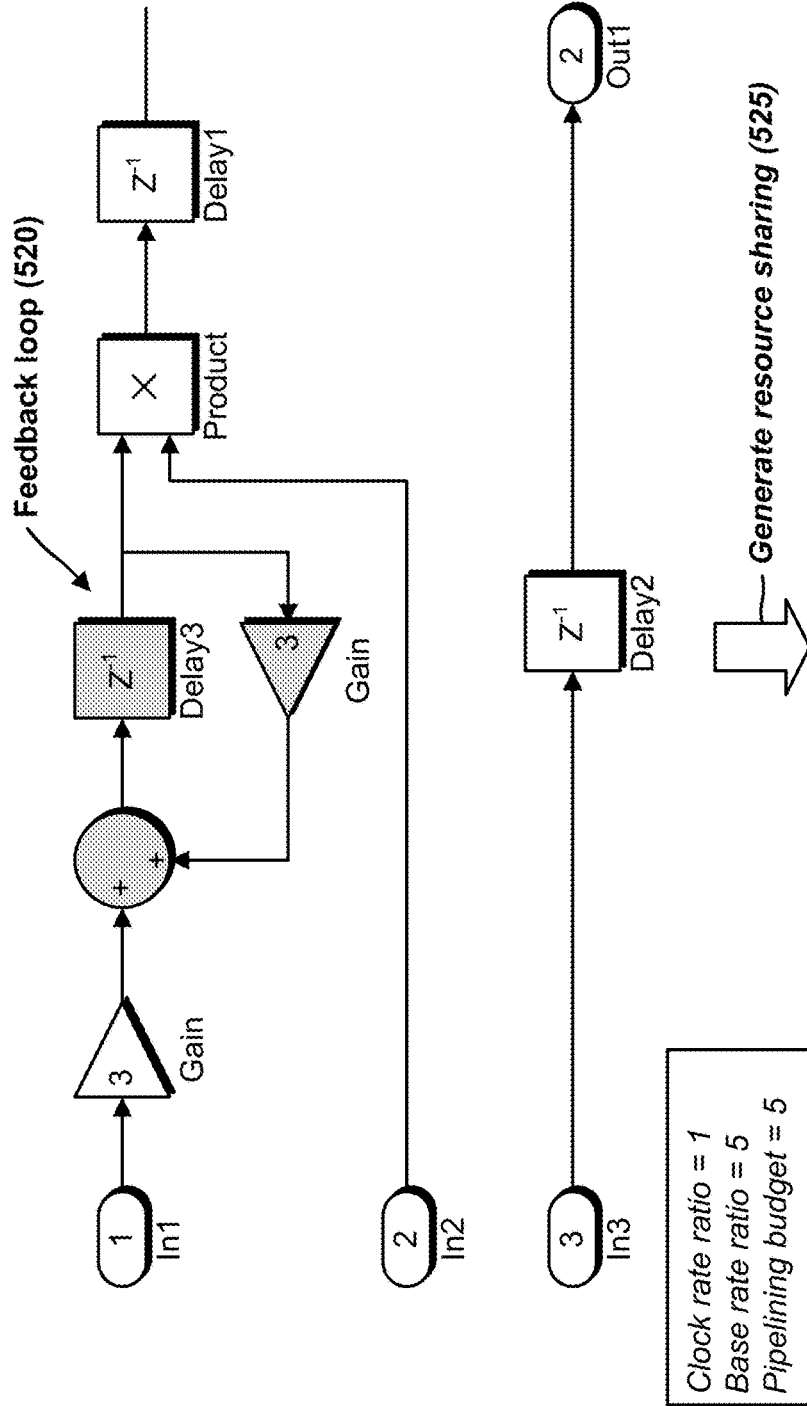 Feedback loop (520)
1
In1
3
Gain
+
+
Z-1
Delay3
3
Gain
×
Product
Z-1
Delay1
2
In2
3
In3
Z-1
Delay2
2
Out1
Clock rate ratio = 1
Base rate ratio = 5
Pipelining budget = 5
Generate resource sharing (525)